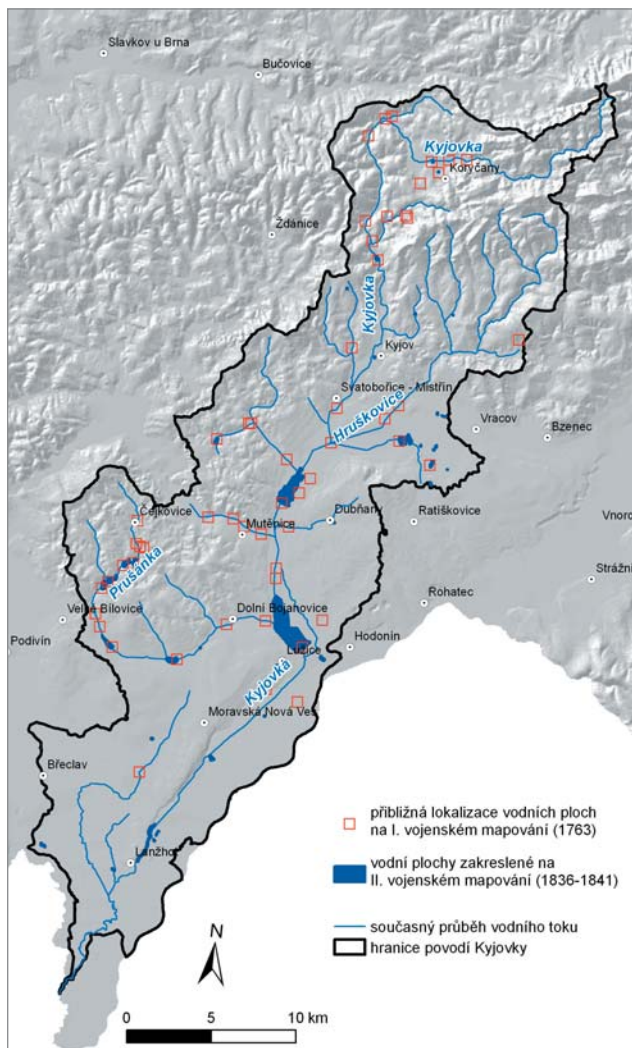 Slavkov u Brna
Bučovice
Kyjovka
Koryčany
Ždánice
Kyjovka
Kyjov
Svatobořice - Mistřín
Hruškovice
Vracov
Bzenec
Čejkovice
Mutěnice
Dubňany
Ratiškovice
Vnorov
Strážni
Prušánka
Rohatec
Velké Bílovice
Dolní Bojanovice
Podivín
Hodonín
Lužice
Kyjovka
Moravská Nová Ves
Břeclav
Lanžhot
přibližná lokalizace vodních ploch
na I. vojenském mapování (1763)
vodní plochy zakreslené na
II. vojenském mapování (1836-1841)
současný průběh vodního toku
hranice povodí Kyjovky
N
0 5 10 km